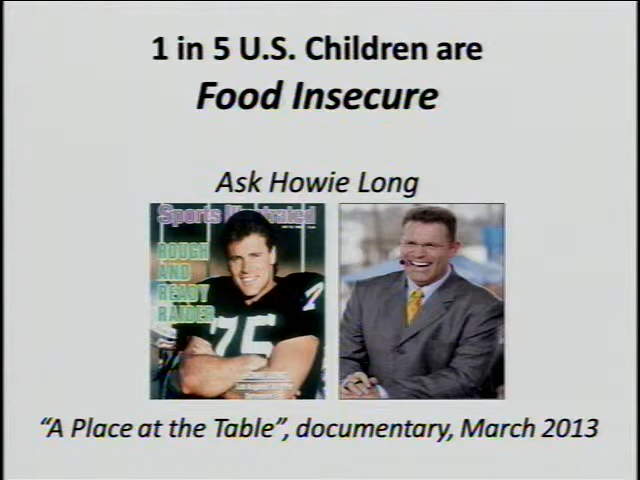 1 in 5 U.S. Children are
Food Insecure
Ask Howie Long
Sports Illustrated
ROUGH
AND
READY
RAIDER
75
7
"A Place at the Table", documentary, March 2013